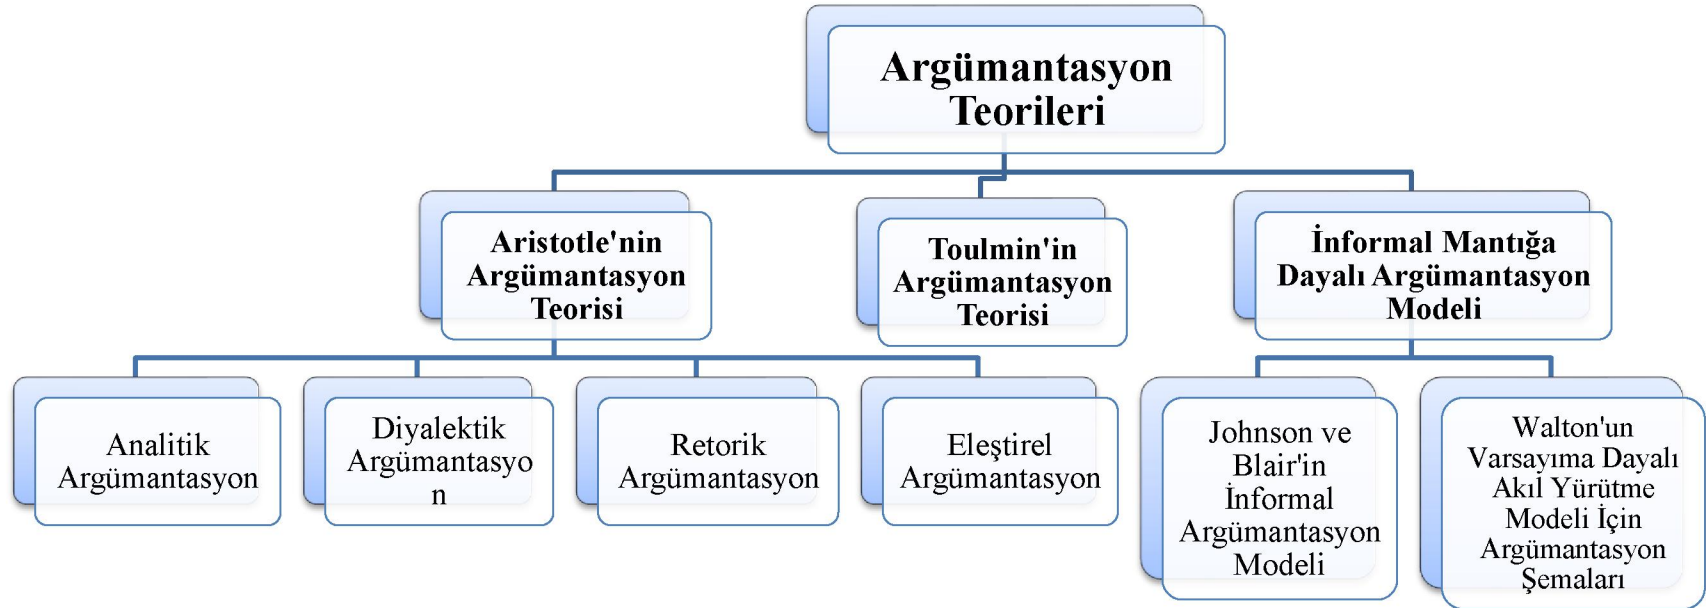 Argümantasyon
Teorileri
Aristotle'nin
Argümantasyon
Teorisi
Toulmin'in
Argümantasyon
Teorisi
İnformal Mantığa
Dayalı Argümantasyon
Modeli
Analitik
Argümantasyon
Diyalektik
Argümantasyo
n
Retorik
Argümantasyon
Eleştirel
Argümantasyon
Johnson ve
Blair'in
İnformal
Argümantasyon
Modeli
Walton'un
Varsayıma Dayalı
Akıl Yürütme
Modeli İçin
Argümantasyon
Şemaları